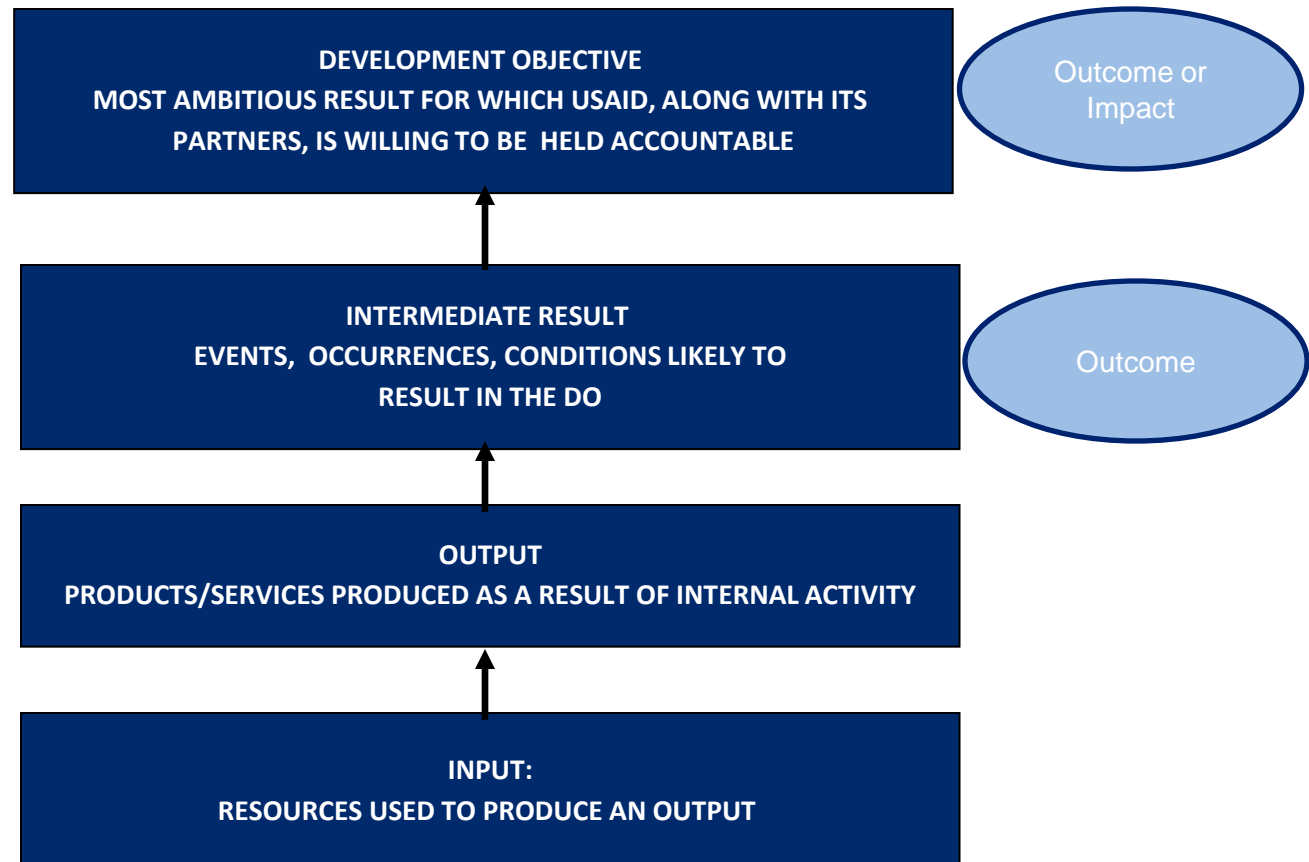 DEVELOPMENT OBJECTIVE
MOST AMBITIOUS RESULT FOR WHICH USAID, ALONG WITH ITS
PARTNERS, IS WILLING TO BE  HELD ACCOUNTABLE
Outcome or
Impact
INTERMEDIATE RESULT
EVENTS,  OCCURRENCES, CONDITIONS LIKELY TO
RESULT IN THE DO
Outcome
OUTPUT
PRODUCTS/SERVICES PRODUCED AS A RESULT OF INTERNAL ACTIVITY
INPUT:
RESOURCES USED TO PRODUCE AN OUTPUT